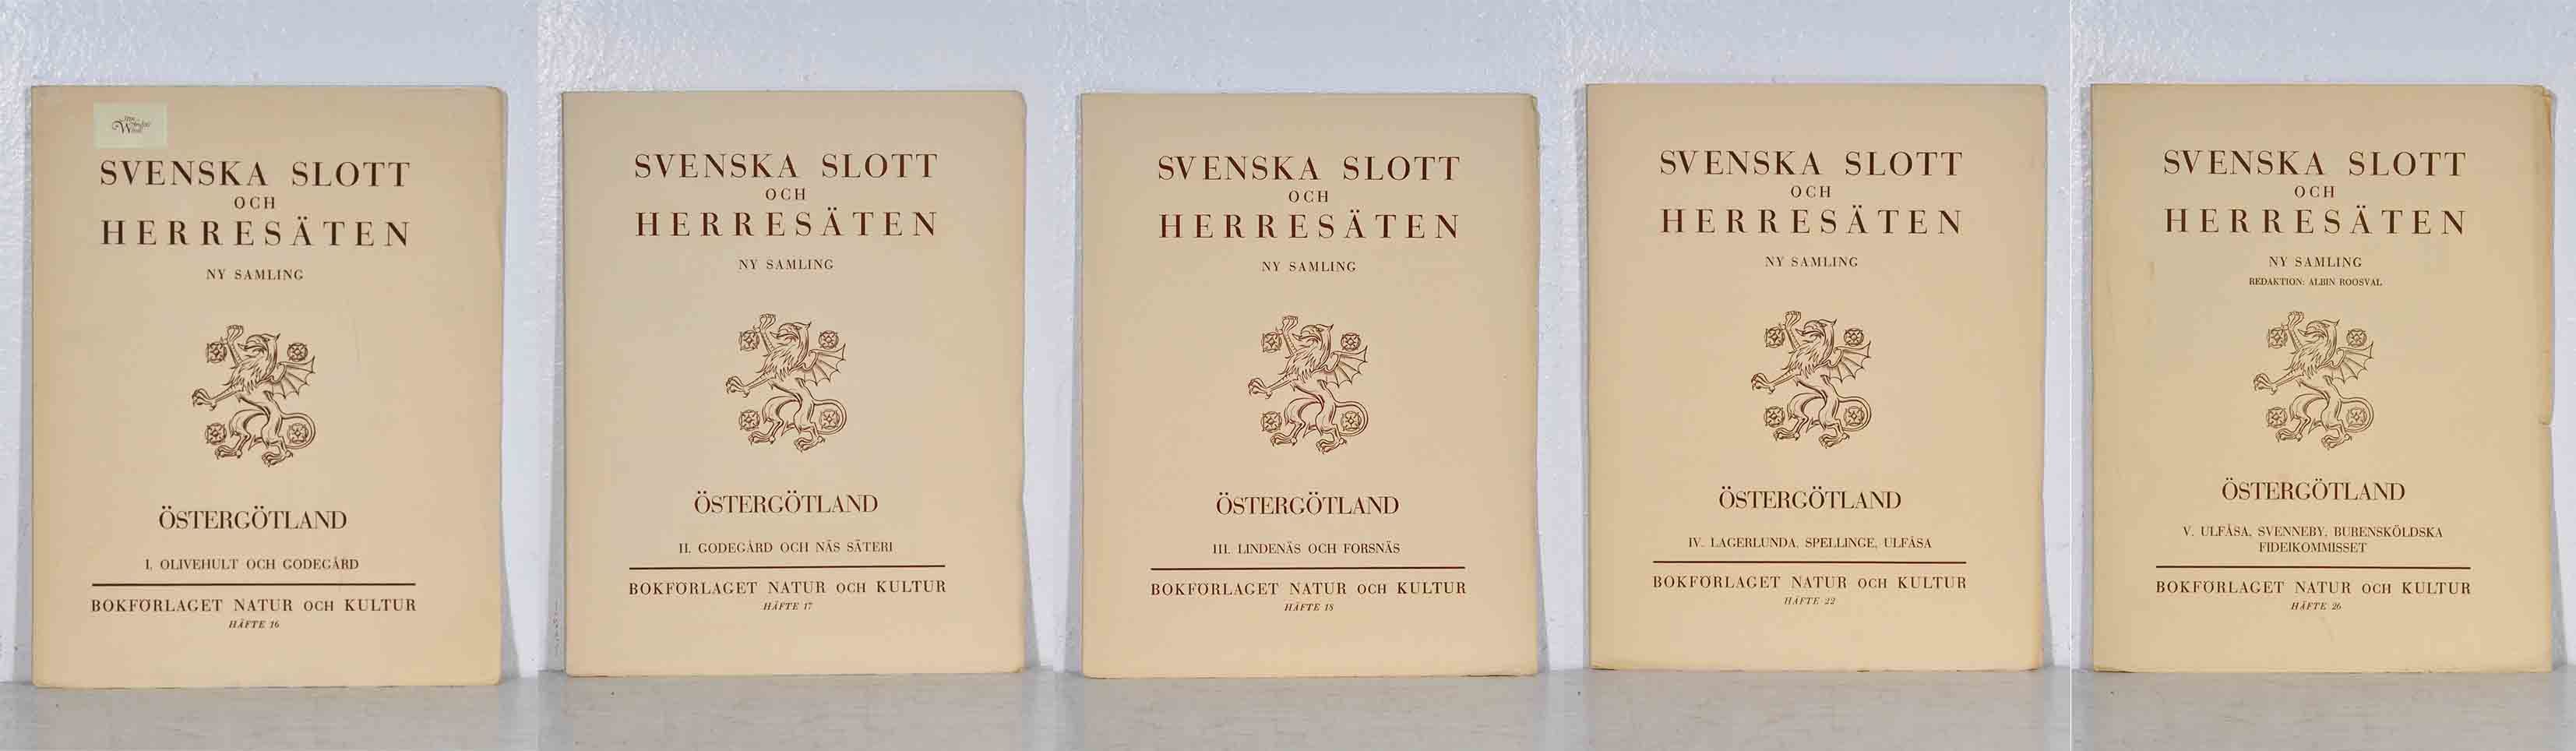 SVENSKA SLOTT
OCH
HERRESÄTEN
NY SAMLING
ÖSTERGÖTLAND
I. OLIVEHULT OCH GODEGÅRD
BOKFÖRLAGET NATUR OCH KULTUR
HÄFTE 16
SVENSKA SLOTT
OCH
HERRESÄTEN
NY SAMLING
ÖSTERGÖTLAND
II. GODEGÅRD OCH NÄS SÄTERI
BOKFÖRLAGET NATUR OCH KULTUR
HÄFTE 17
SVENSKA SLOTT
OCH
HERRESÄTEN
NY SAMLING
ÖSTERGÖTLAND
III. LINDENÄS OCH FORSNÄS
BOKFÖRLAGET NATUR OCH KULTUR
HÄFTE 18
SVENSKA SLOTT
OCH
HERRESÄTEN
NY SAMLING
ÖSTERGÖTLAND
IV. LAGERLUNDA, SPELLINGE, ULFÅSA
BOKFÖRLAGET NATUR OCH KULTUR
HÄFTE 22
SVENSKA SLOTT
OCH
HERRESÄTEN
NY SAMLING
REDAKTION: ALBIN ROOSVAL
ÖSTERGÖTLAND
V. ULFÅSA, SVENNEBY, BURENSKÖLDSKA
FIDEIKOMMISSET
BOKFÖRLAGET NATUR OCH KULTUR
HÄFTE 26